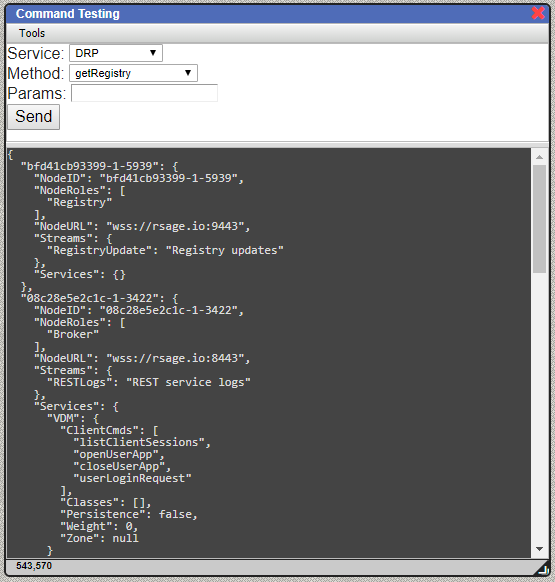 Command Testing
Tools
Service: DRP
Method: getRegistry
Params:
Send
{
  "bfd41cb93399-1-5939": {
    "NodeID": "bfd41cb93399-1-5939",
    "NodeRoles": [
      "Registry"
    ],
    "NodeURL": "wss://rsage.io:9443",
    "Streams": {
      "RegistryUpdate": "Registry updates"
    },
    "Services": {}
  },
  "08c28e5e2c1c-1-3422": {
    "NodeID": "08c28e5e2c1c-1-3422",
    "NodeRoles": [
      "Broker"
    ],
    "NodeURL": "wss://rsage.io:8443",
    "Streams": {
      "RESTLogs": "REST service logs"
    },
    "Services": {
      "VDM": {
        "ClientCmds": [
          "listClientSessions",
          "openUserApp",
          "closeUserApp",
          "userLoginRequest"
        ],
        "Classes": [],
        "Persistence": false,
        "Weight": 0,
        "Zone": null
      }
543,570